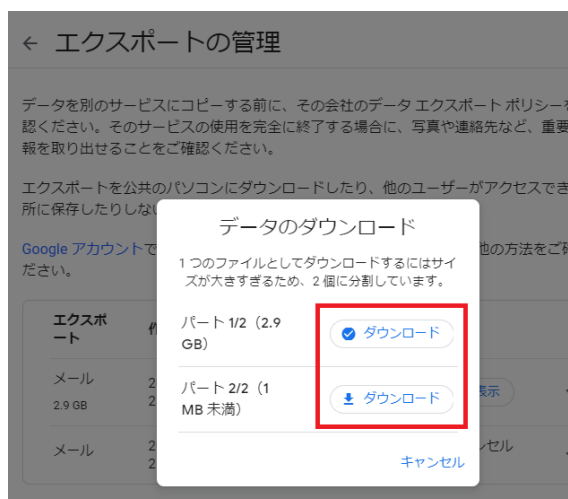 ← エクスポートの管理
データを別のサービスにコピーする前に、その会社のデータ エクスポート ポリシーを
認ください。そのサービスの使用を完全に終了する場合に、写真や連絡先など、重要
報を取り出せることをご確認ください。
エクスポートを公共のパソコンにダウンロードしたり、他のユーザーがアクセスでき
所に保存したりしない
Google アカウントで
他の方法をご確
ださい。
データのダウンロード
1 つのファイルとしてダウンロードするにはサイ
ズが大きすぎるため、2 個に分割しています。
パート 1/2（2.9
GB）
ダウンロード
パート 2/2（1
MB 未満）
ダウンロード
キャンセル
エクスポ
ート
メール
2
表示
2.9 GB
2
メール
2
ンセル
2